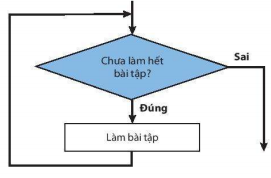 Chưa làm hết
bài tập?
Sai
Đúng
Làm bài tập